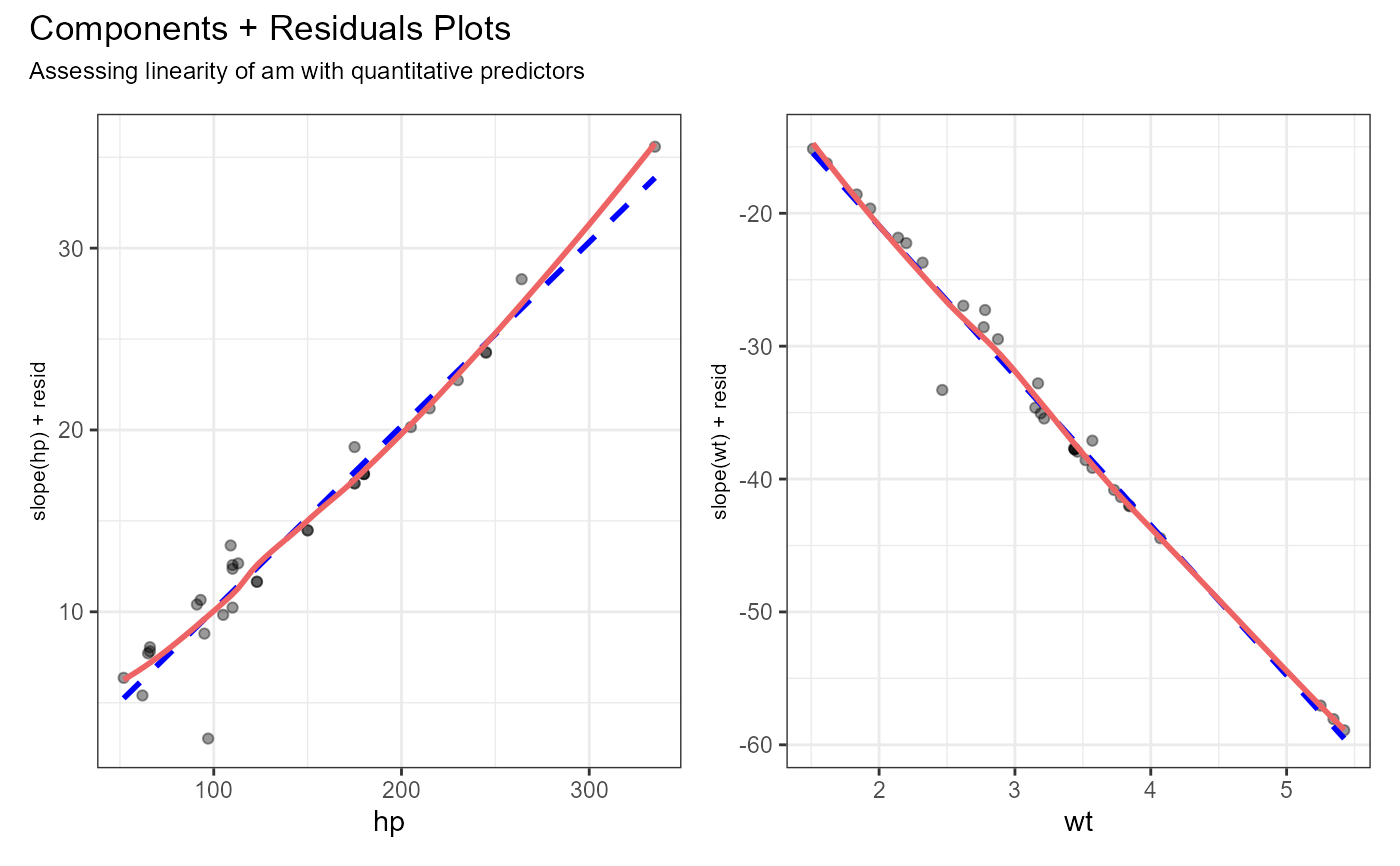 Components + Residuals Plots
Assessing linearity of am with quantitative predictors
slope(hp) + resid
30
20
10
100 200 300
hp
slope(wt) + resid
-20
-30
-40
-50
-60
2 3 4 5
wt